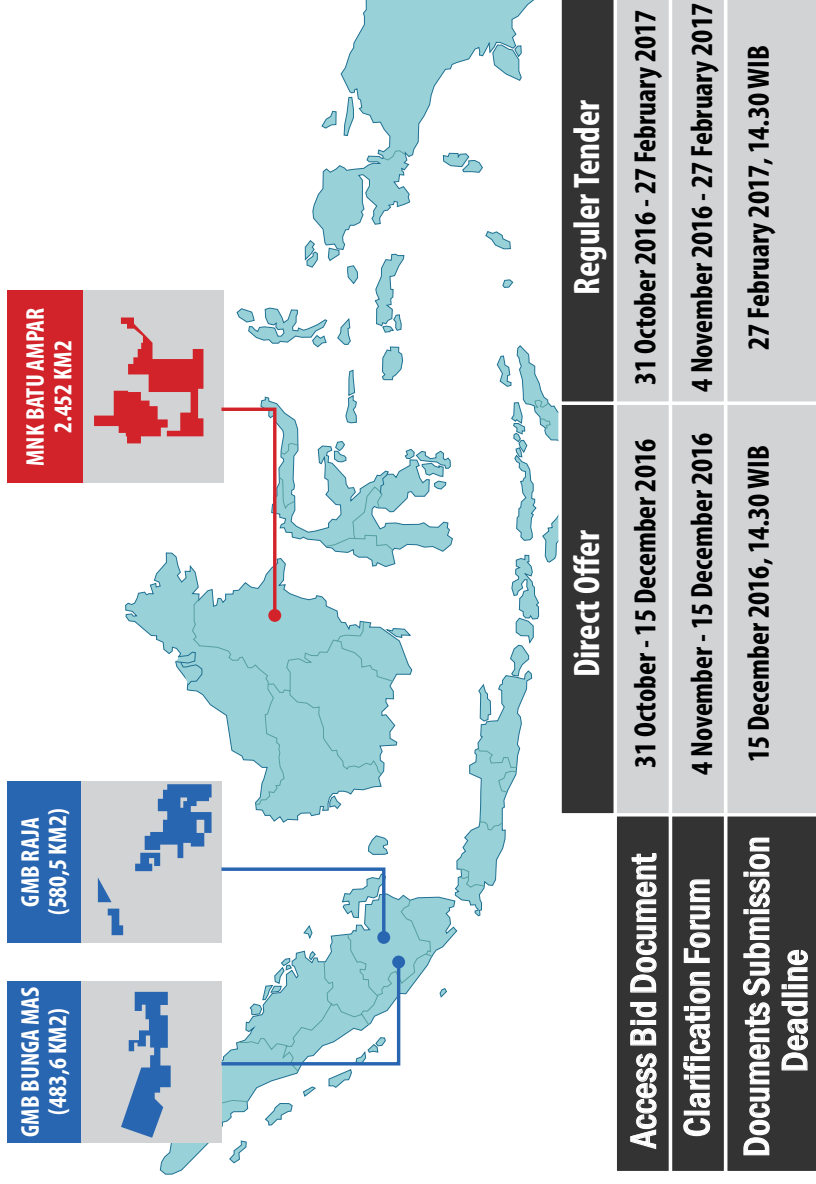 GMB BUNGA MAS
(483,6 KM2)
GMB RAJA
(580,5 KM2)
MNK BATU AMPAR
2.452 KM2
Direct Offer
Reguler Tender
Access Bid Document
31 October - 15 December 2016
31 October 2016 - 27 February 2017
Clarification Forum
4 November - 15 December 2016
4 November 2016 - 27 February 2017
Documents Submission
Deadline
15 December 2016, 14.30 WIB
27 February 2017, 14.30 WIB